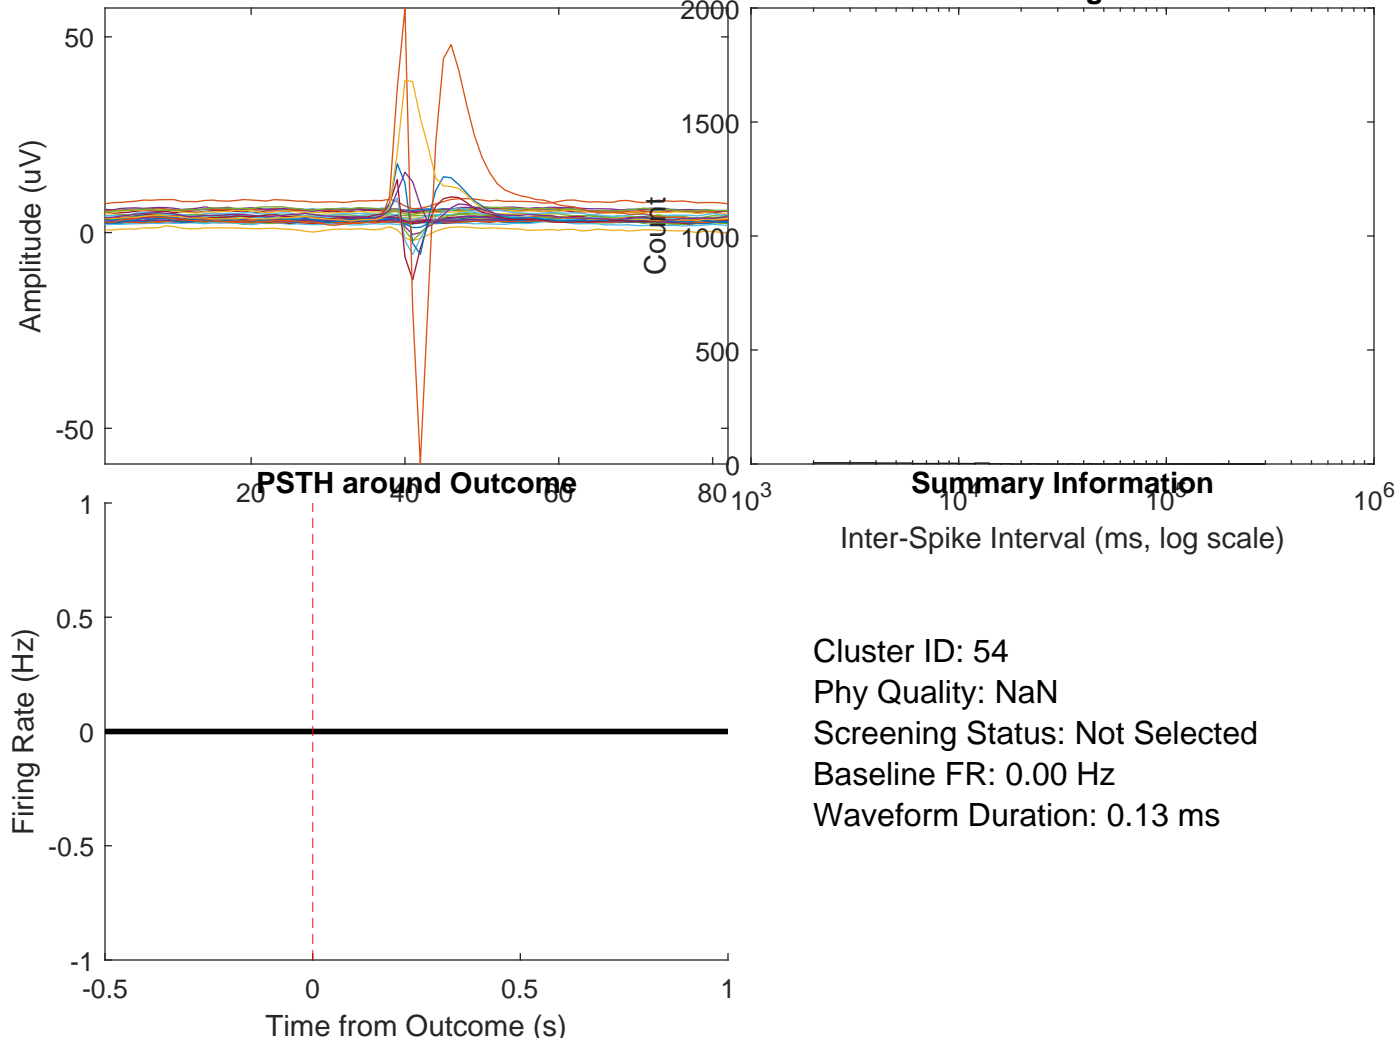 50
0
-50
Amplitude (uV)
20
40
60
80
2000
1500
1000
500
0
Count
10^3
10^4
10^5
10^6
Inter-Spike Interval (ms, log scale)
PSTH around Outcome
1
0.5
0
-0.5
-1
Firing Rate (Hz)
-0.5
0
0.5
1
Time from Outcome (s)
Summary Information
Cluster ID: 54
Phy Quality: NaN
Screening Status: Not Selected
Baseline FR: 0.00 Hz
Waveform Duration: 0.13 ms